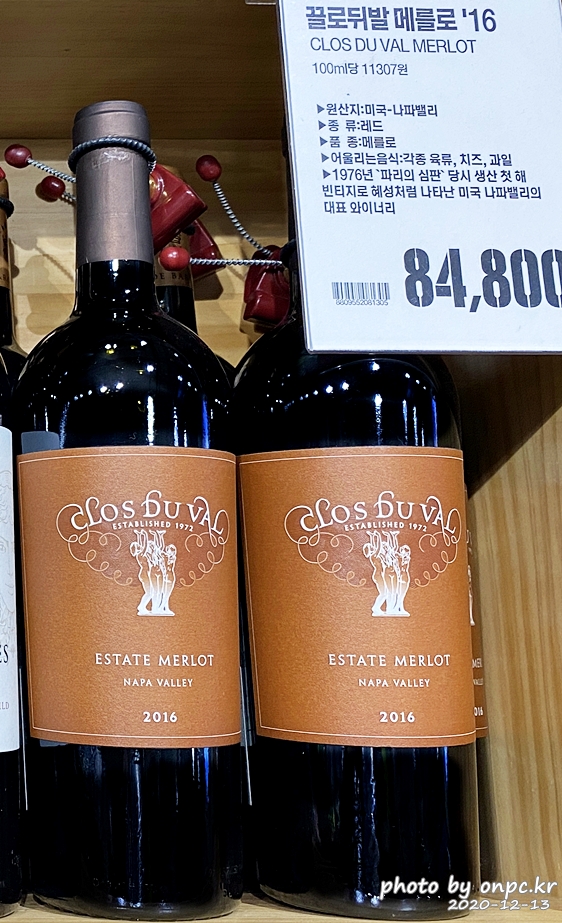 끌로뒤발 메를로 '16
CLOS DU VAL MERLOT
100ml당 11307원
▶원산지:미국-나파밸리
▶종 류:레드
▶품 종:메를로
▶어울리는음식:각종 육류, 치즈, 과일
▶1976년 `파리의 심판` 당시 생산 첫 해
빈티지로 혜성처럼 나타난 미국 나파밸리의
대표 와이너리
84,800
8809552081305
CLOS DU VAL
ESTABLISHED 1972
ESTATE MERLOT
NAPA VALLEY
2016
CLOS DU VAL
ESTABLISHED 1972
ESTATE MERLOT
NAPA VALLEY
2016
photo by onpc.kr
2020-12-13